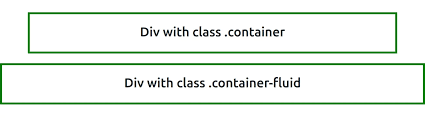 Div with class .container
Div with class .container-fluid